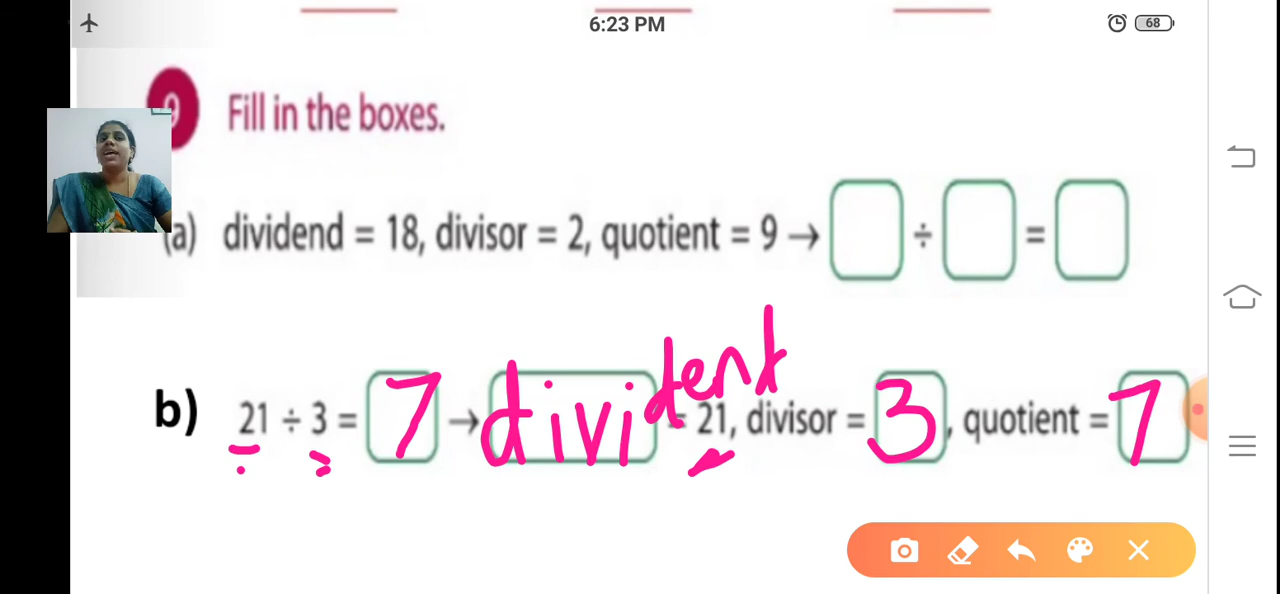 6:23 PM 68
9 Fill in the boxes.
(a) dividend = 18, divisor = 2, quotient = 9 → ÷ =
b) 21 ÷ 3 = 7 → divident = 21, divisor = 3, quotient = 7